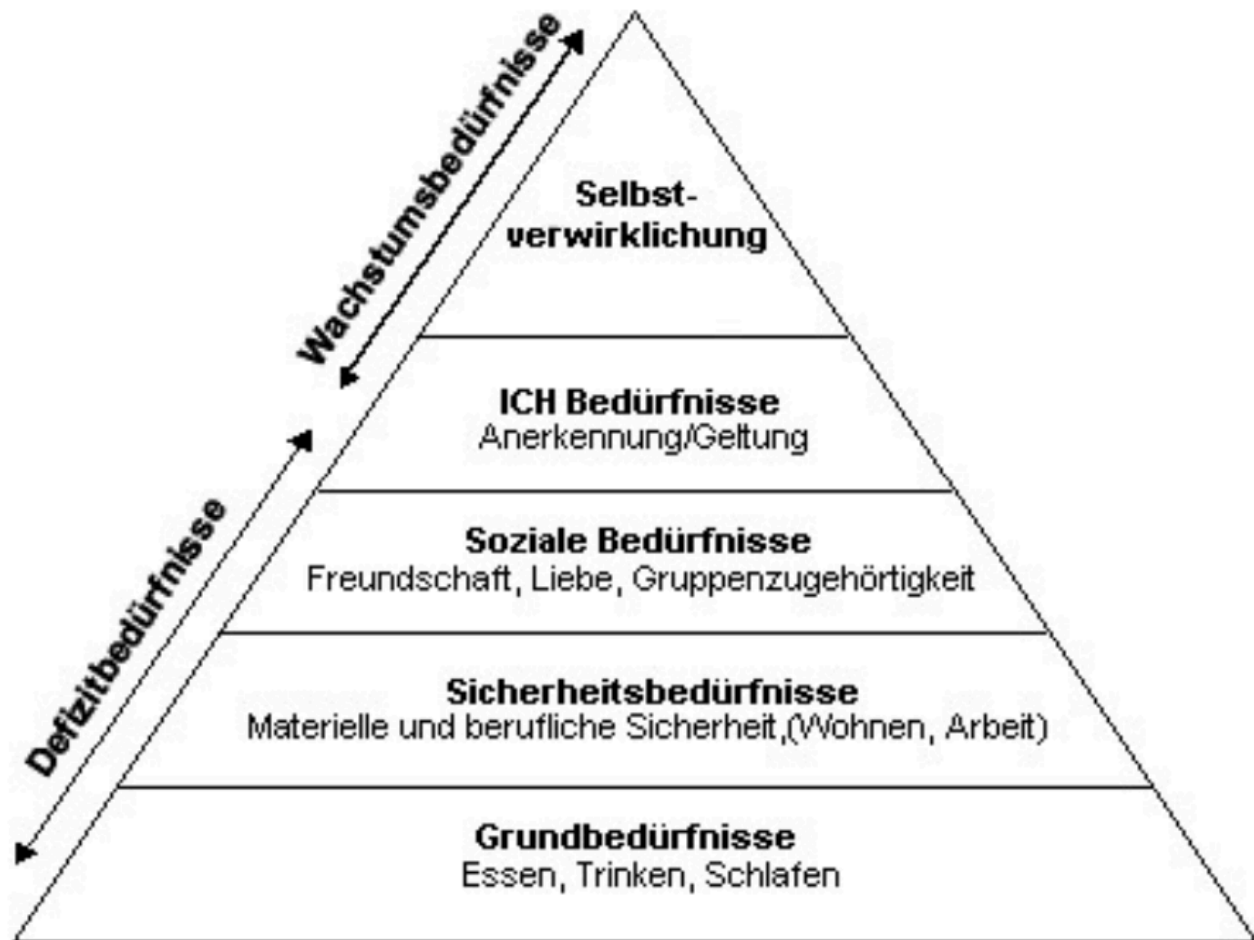 Wachstumsbedürfnisse
Selbst-
verwirklichung
ICH Bedürfnisse
Anerkennung/Geltung
Defizitbedürfnisse
Soziale Bedürfnisse
Freundschaft, Liebe, Gruppenzugehörtigkeit
Sicherheitsbedürfnisse
Materielle und berufliche Sicherheit,(Wohnen, Arbeit)
Grundbedürfnisse
Essen, Trinken, Schlafen